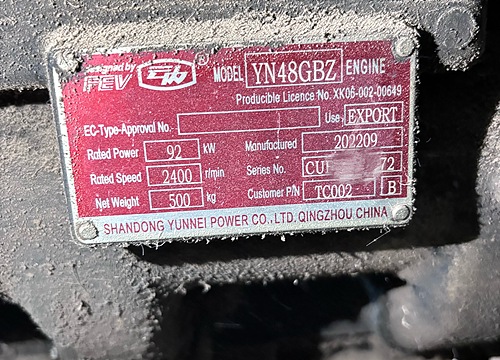 Designed by
FEV ® MODEL YN48GBZ ENGINE
Producible Licence No. XK06-002-00649
EC-Type-Approval No. Use EXPORT
Rated Power 92 kW Manufactured 202209
Rated Speed 2400 r/min Series No. CU 72
Net Weight 500 kg Customer P/N TC002 B
SHANDONG YUNNEI POWER CO., LTD. QINGZHOU CHINA